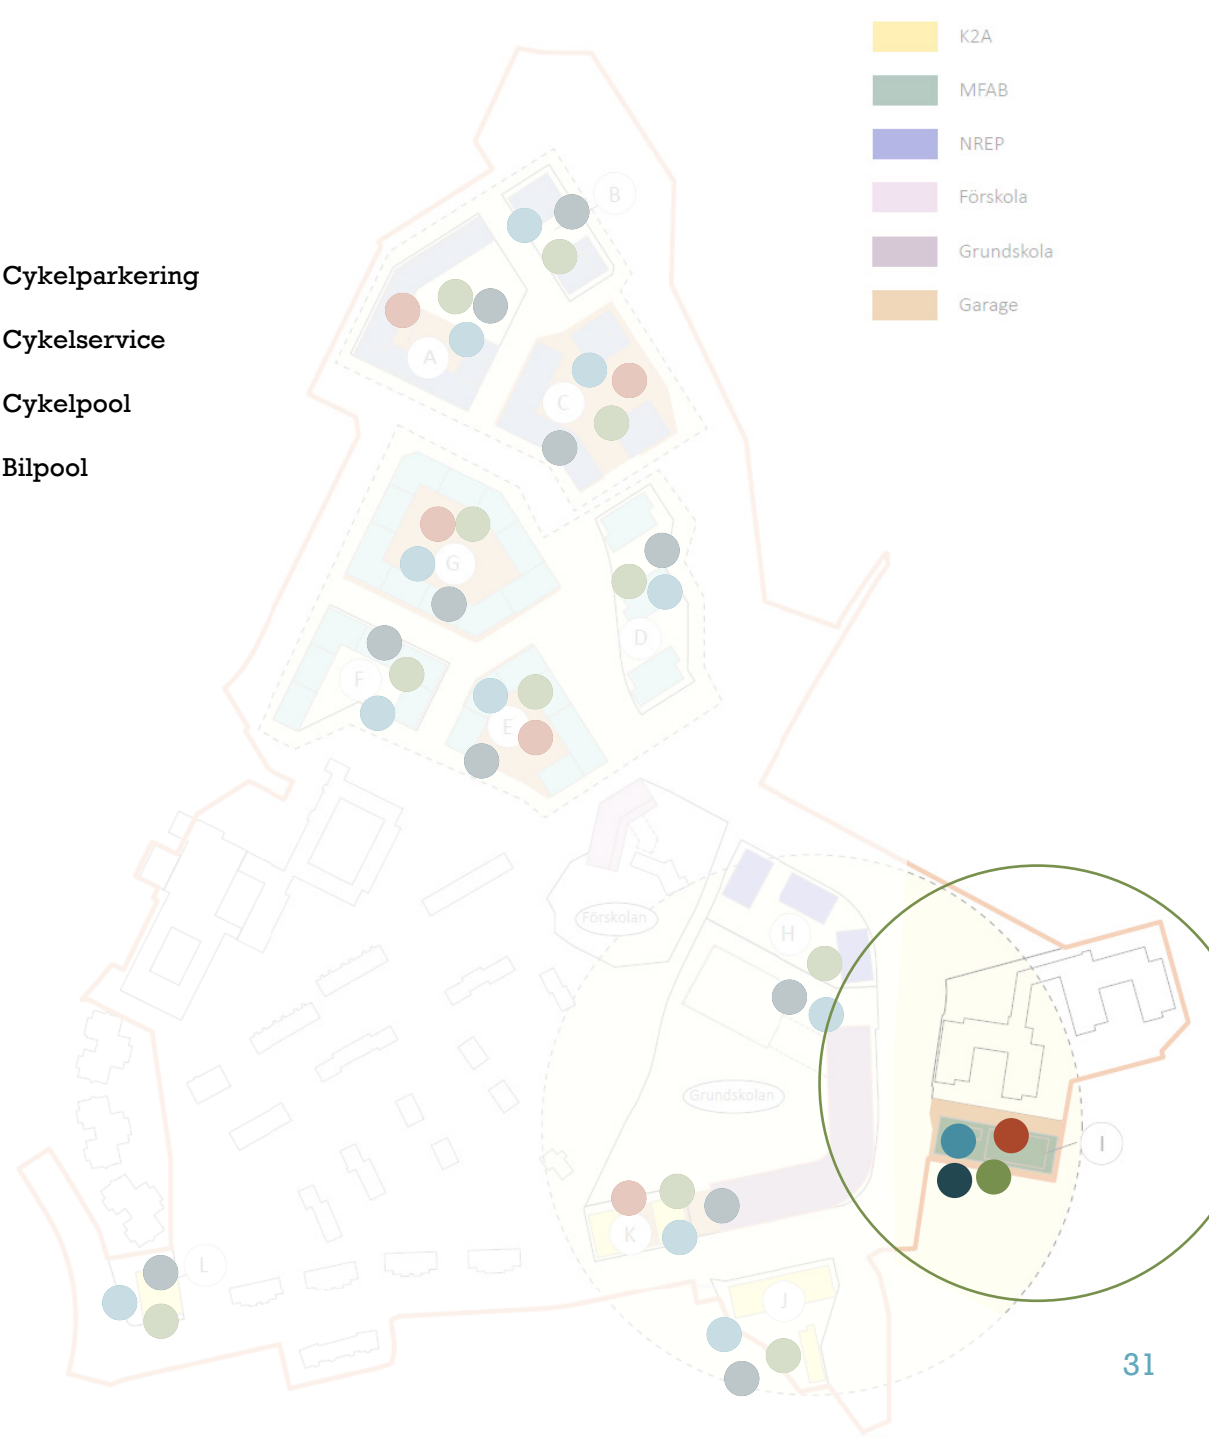 K2A
MFAB
NREP
Förskola
Grundskola
Garage
Cykelparkering
Cykelservice
Cykelpool
Bilpool
B
A
C
G
D
F
E
Förskolan
H
Grundskolan
I
K
L
J
31